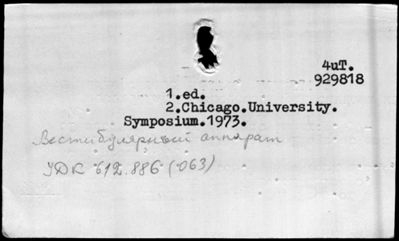 4uT.
929818
1.ed.
2.Chicago.University.
Symposium.1973.
Вестибулярный аппарат
УДК 612.886 (063)